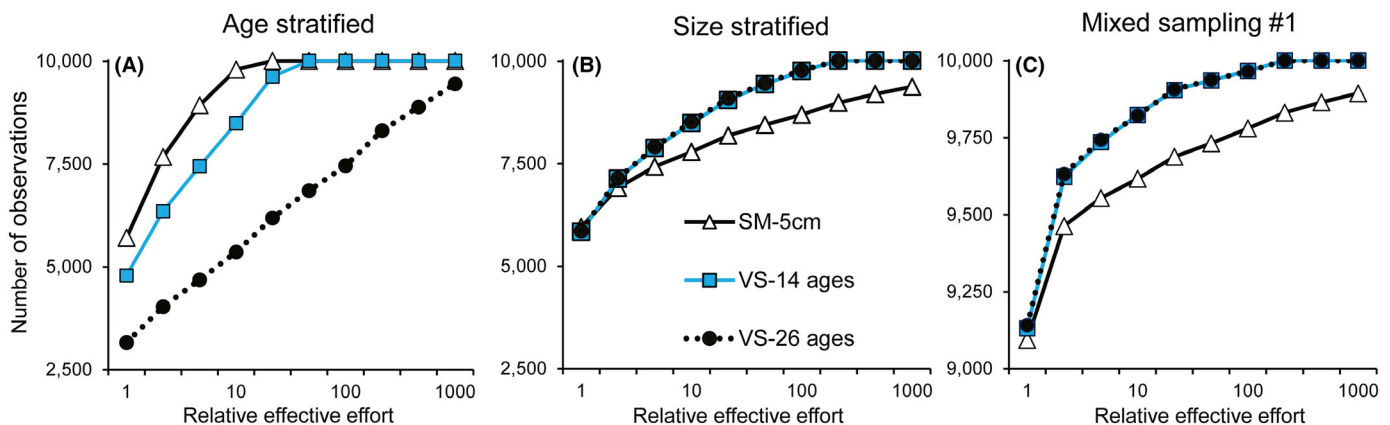 Age stratified
Size stratified
Mixed sampling #1
(A)
(B)
(C)
Number of observations
10,000
7,500
5,000
2,500
1
10
100
1000
Relative effective effort
10,000
7,500
5,000
2,500
1
10
100
1000
Relative effective effort
SM-5cm
VS-14 ages
VS-26 ages
10,000
9,750
9,500
9,250
9,000
1
10
100
1000
Relative effective effort